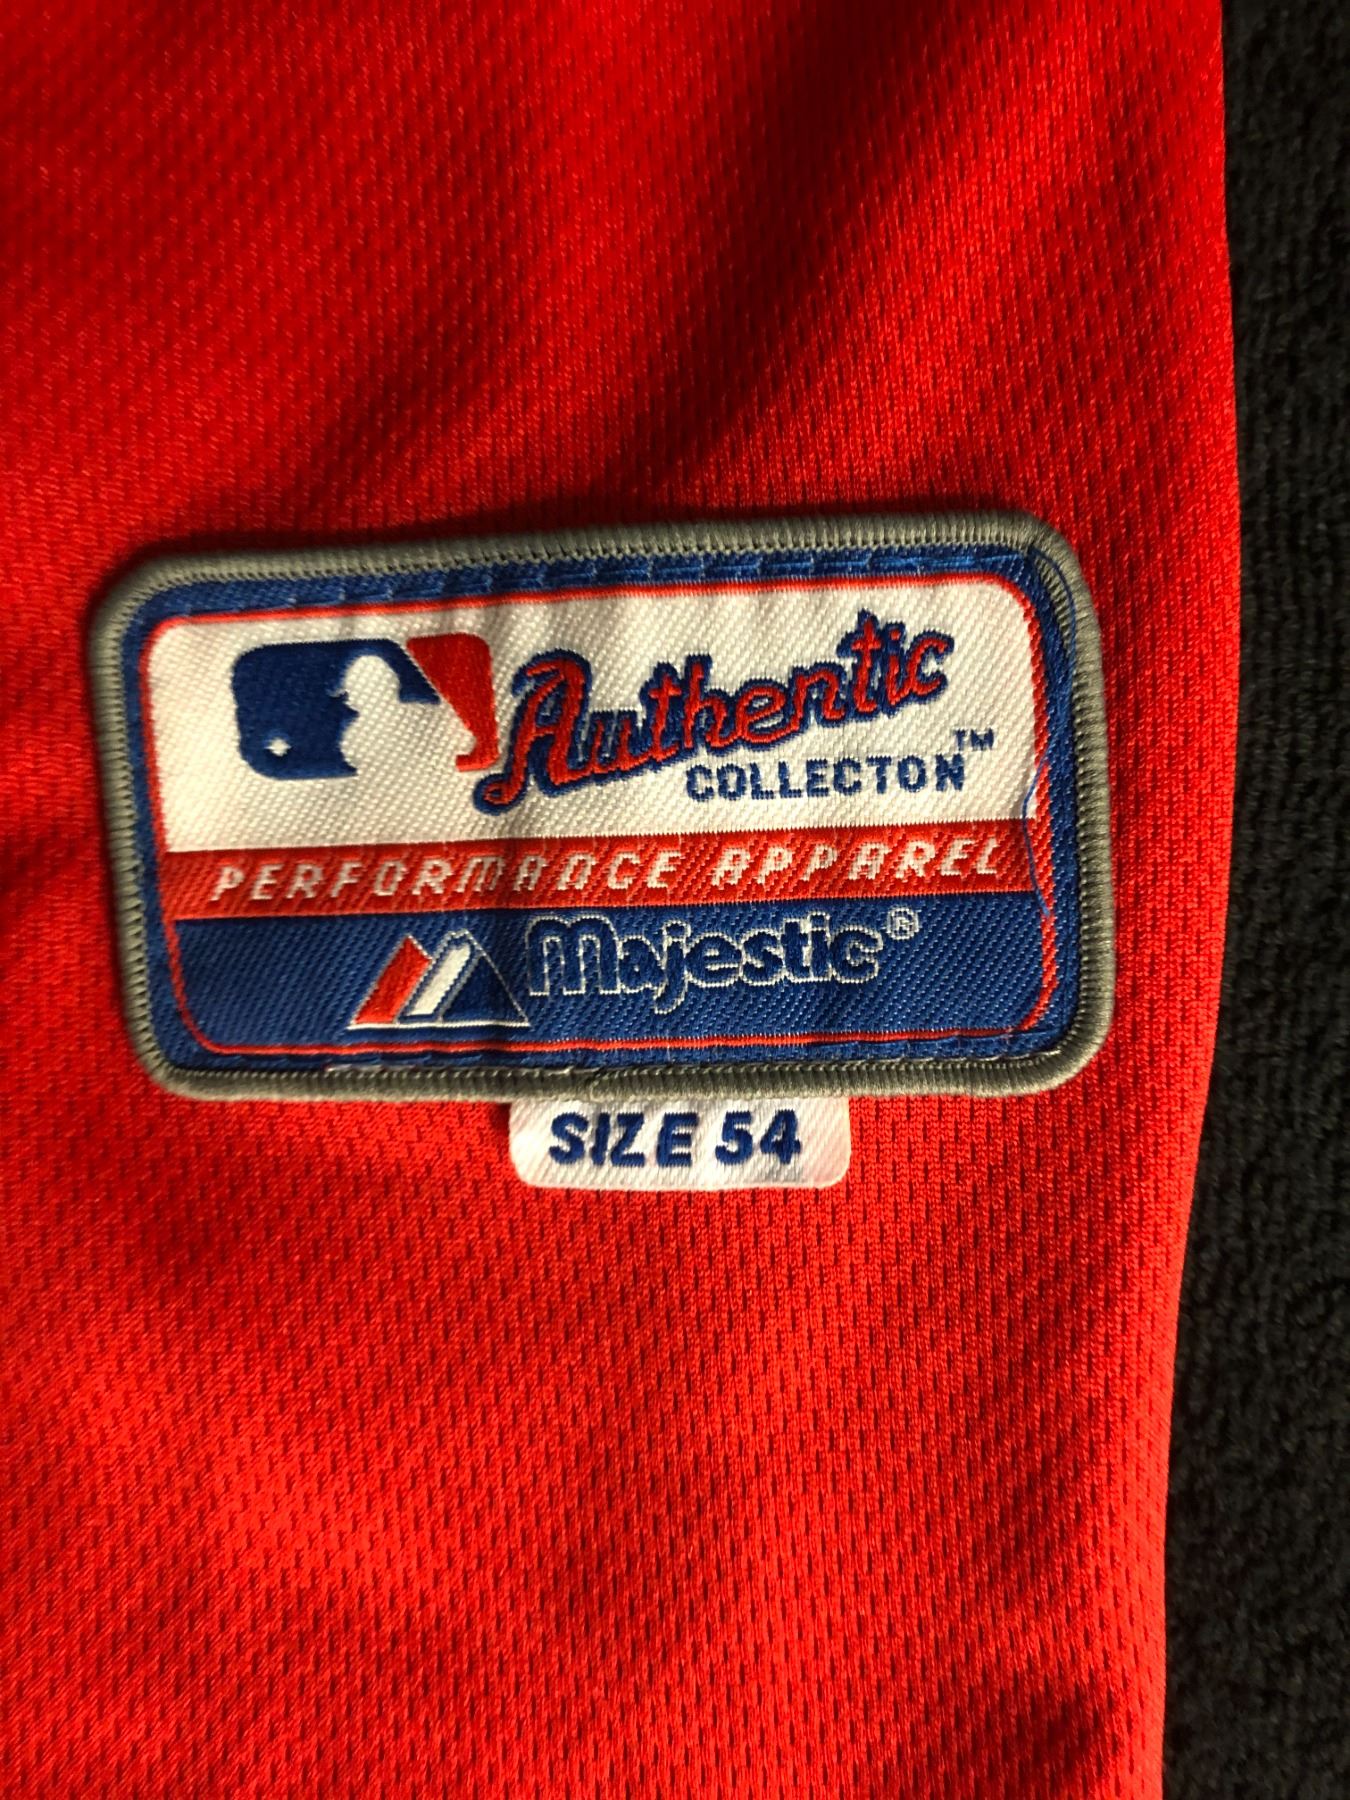 Authentic
COLLECTON™
PERFORMANCE APPAREL
Majestic®
SIZE 54